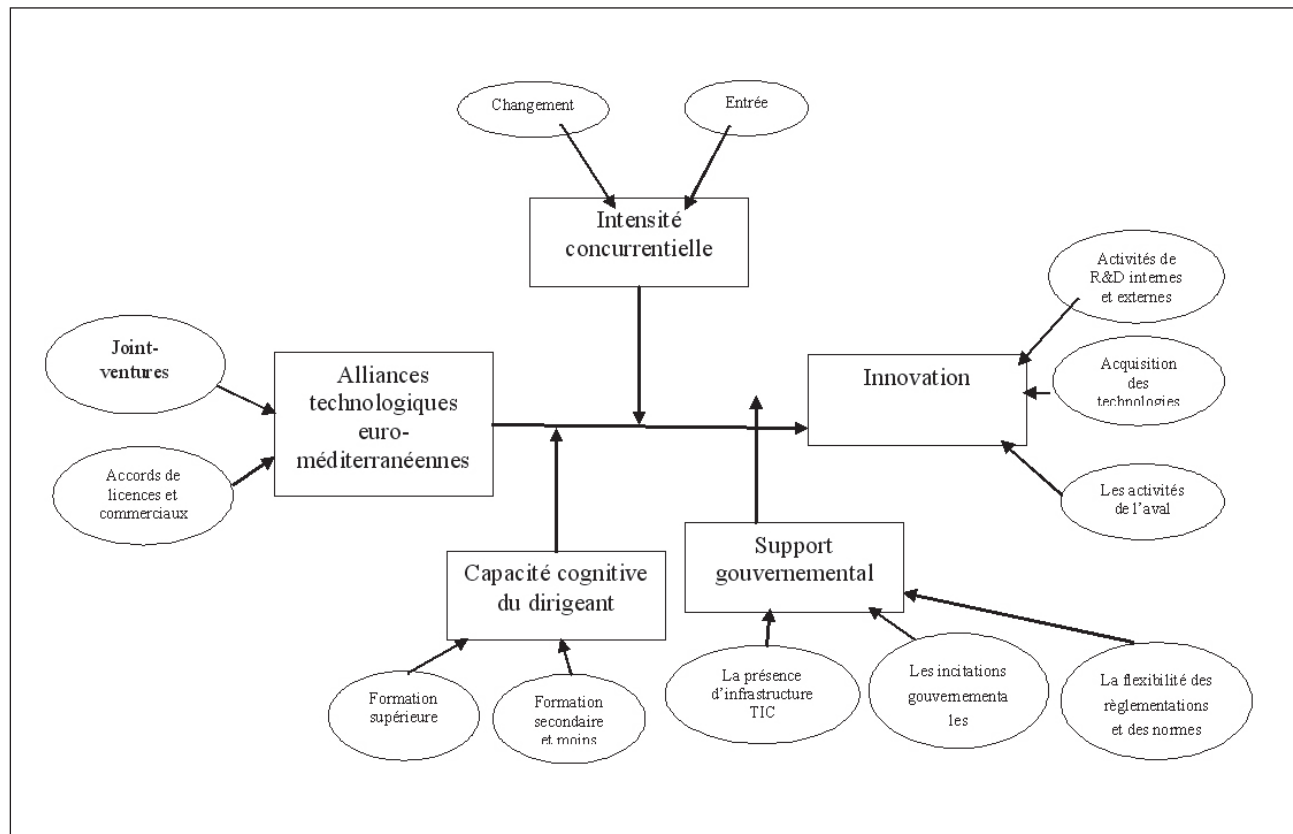 Changement
Entrée
Intensité
concurrentielle
Activités de
R&D internes
et externes
Joint-
ventures
Alliances
technologiques
euro-
méditerranéennes
Innovation
Acquisition
des
technologies
Accords de
licences et
commerciaux
Les activités
de l'aval
Capacité cognitive
du dirigeant
Support
gouvernemental
Formation
supérieure
Formation
secondaire
et moins
La présence
d'infrastructure
TIC
Les incitations
gouvernementa
les
La flexibilité des
règlementations
et des normes